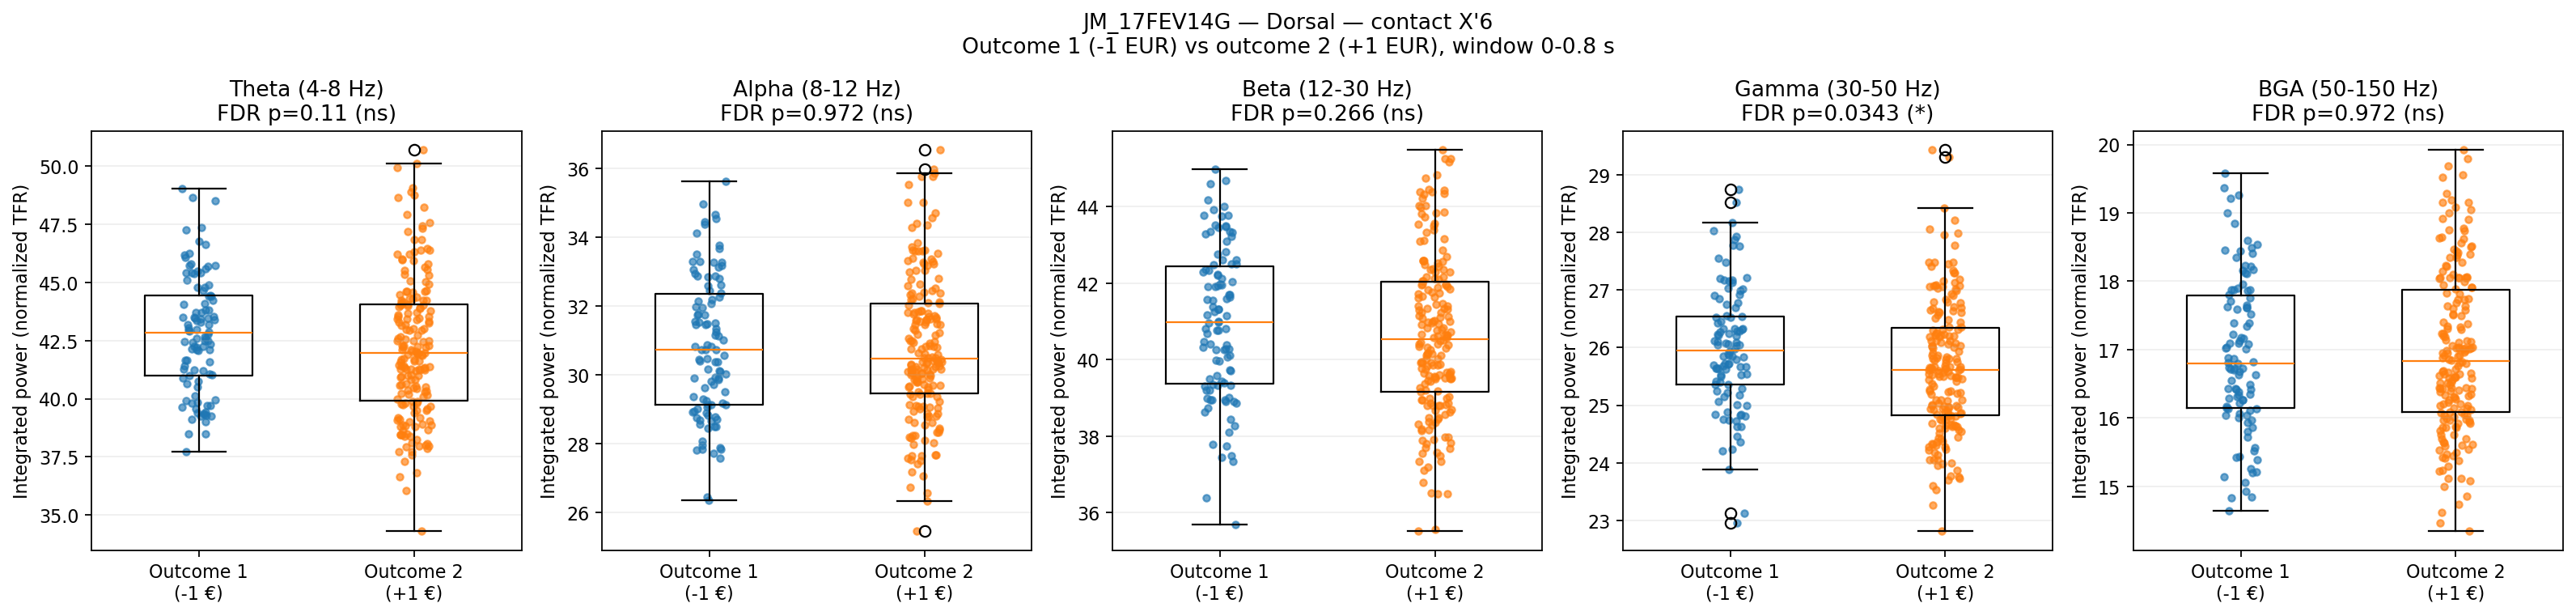 JM_17FEV14G — Dorsal — contact X'6
Outcome 1 (-1 EUR) vs outcome 2 (+1 EUR), window 0-0.8 s
Theta (4-8 Hz)
FDR p=0.11 (ns)
Integrated power (normalized TFR)
50.0
47.5
45.0
42.5
40.0
37.5
35.0
Outcome 1
(-1 €)
Outcome 2
(+1 €)
Alpha (8-12 Hz)
FDR p=0.972 (ns)
Integrated power (normalized TFR)
36
34
32
30
28
26
Outcome 1
(-1 €)
Outcome 2
(+1 €)
Beta (12-30 Hz)
FDR p=0.266 (ns)
Integrated power (normalized TFR)
44
42
40
38
36
Outcome 1
(-1 €)
Outcome 2
(+1 €)
Gamma (30-50 Hz)
FDR p=0.0343 (*)
Integrated power (normalized TFR)
29
28
27
26
25
24
23
Outcome 1
(-1 €)
Outcome 2
(+1 €)
BGA (50-150 Hz)
FDR p=0.972 (ns)
Integrated power (normalized TFR)
20
19
18
17
16
15
Outcome 1
(-1 €)
Outcome 2
(+1 €)